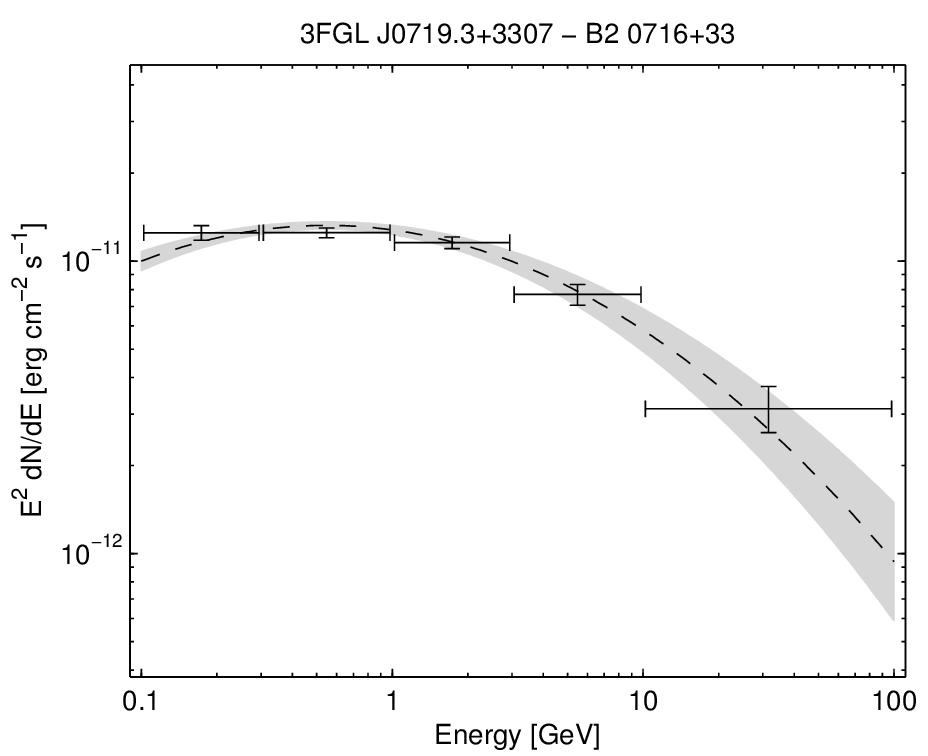 3FGL J0719.3+3307 − B2 0716+33
E² dN/dE [erg cm⁻² s⁻¹]
10⁻¹¹
10⁻¹²
0.1 1 10 100
Energy [GeV]